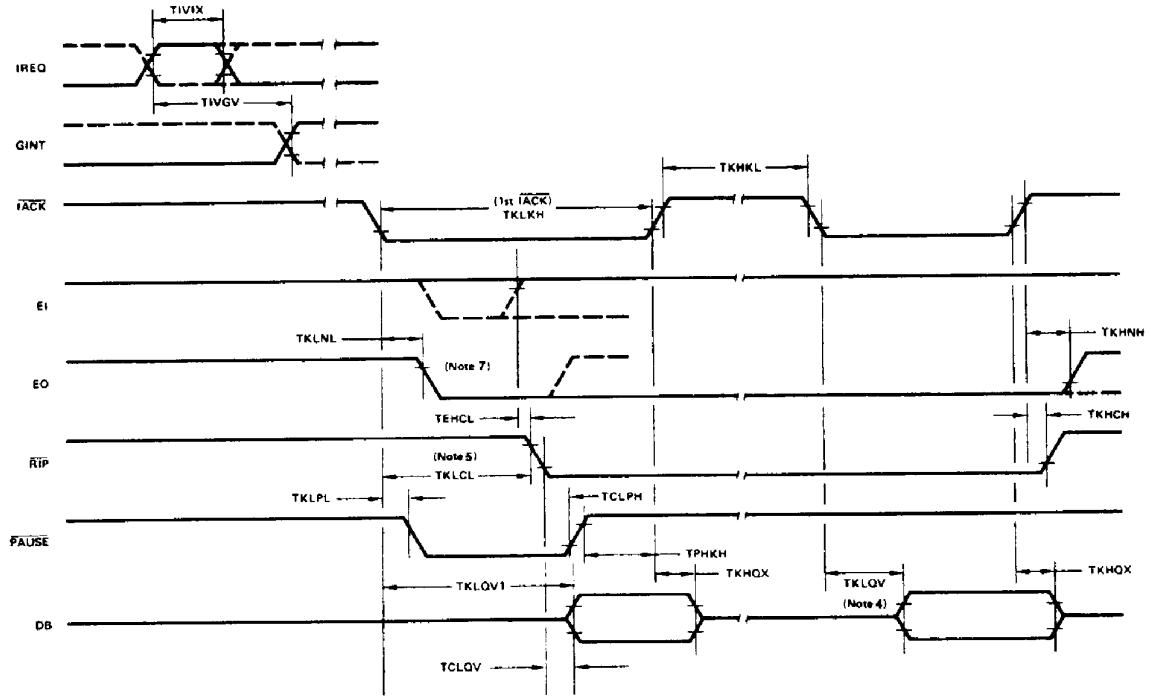 TIVIX
IREQ
TIVGV
GINT
TKHKL
IACK
(1st IACK)
TKLKH
EI
TKLNL
TKHNH
(Note 7)
EO
TEHCL
TKHCH
(Note 5)
RIP
TKLCL
TKLPL
TCLPH
PAUSE
TPHKH
TKHQX
TKHQX
TKLQV1
TKLQV
(Note 4)
DB
TCLQV